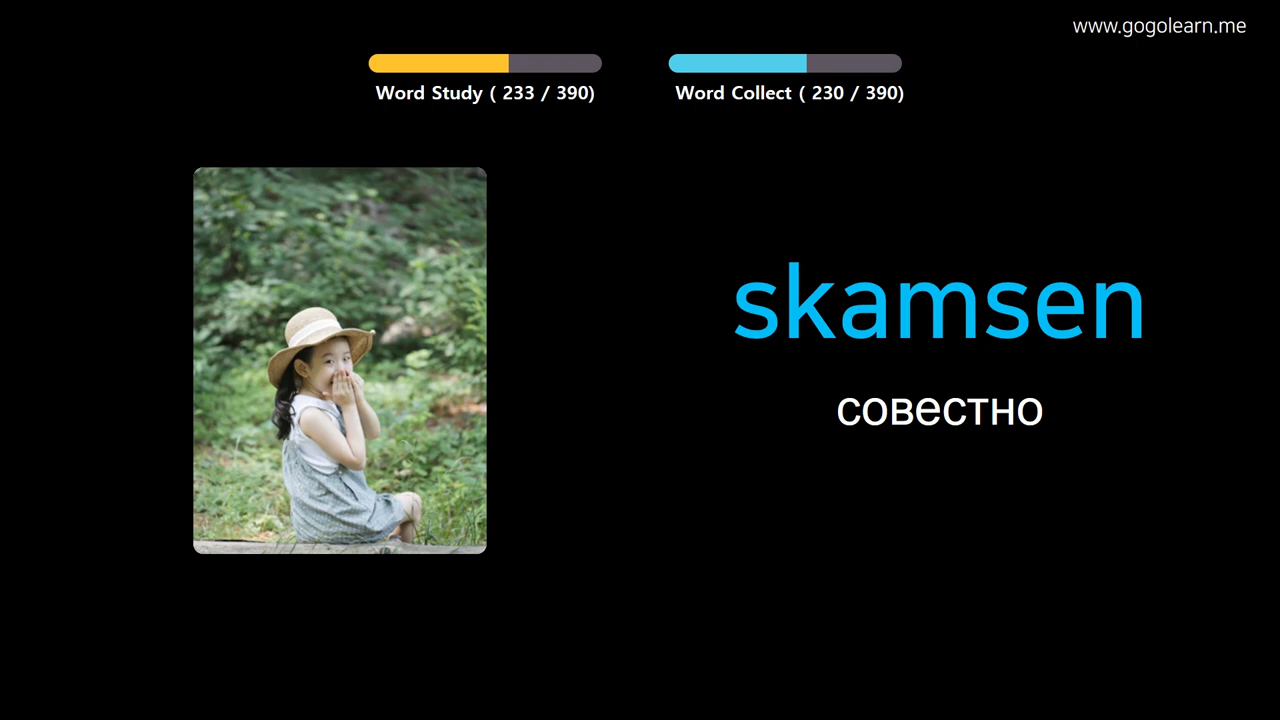 www.gogolearn.me
Word Study ( 233 / 390)
Word Collect ( 230 / 390)
skamsen
совестно